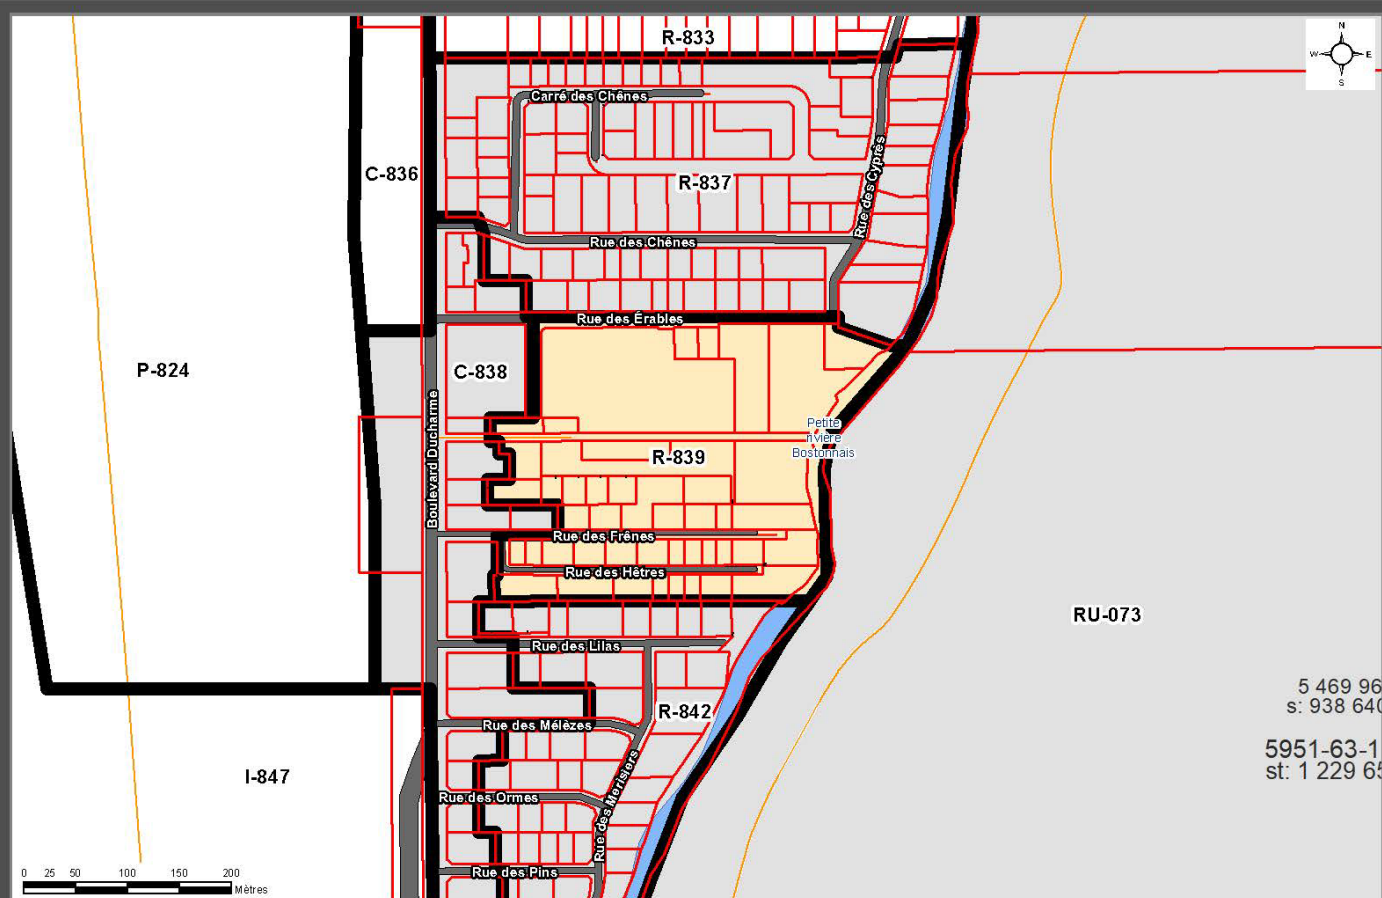 R-833
N
W E
S
Carré des Chênes
C-836
R-837
Rue des Cyprès
Rue des Chênes
Rue des Érables
P-824
C-838
Boulevard Ducharme
Petite
rivière
Bostonnais
R-839
Rue des Frênes
Rue des Hêtres
RU-073
Rue des Lilas
5 469 96
s: 938 640
R-842
Rue des Mélèzes
5951-63-1
st: 1 229 65
I-847
Rue des Merisiers
Rue des Ormes
Rue des Pins
0 25 50 100 150 200
Mètres